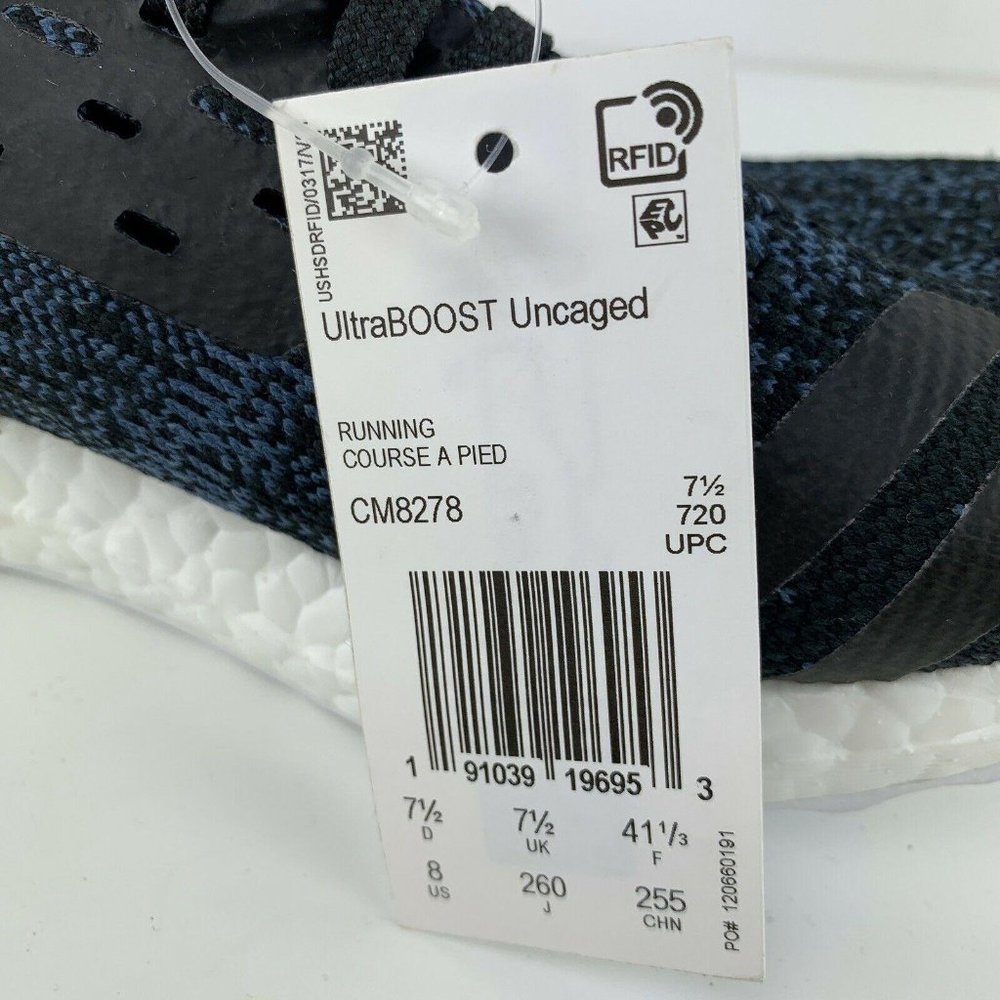 RFID
EPC
USHSDRFID/0317/
UltraBOOST Uncaged
RUNNING
COURSE A PIED
CM8278
7½
720
UPC
1 91039 19695 3
7½ D 7½ UK 41⅓ F
8 US 260 J 255 CHN
PO# 120660191